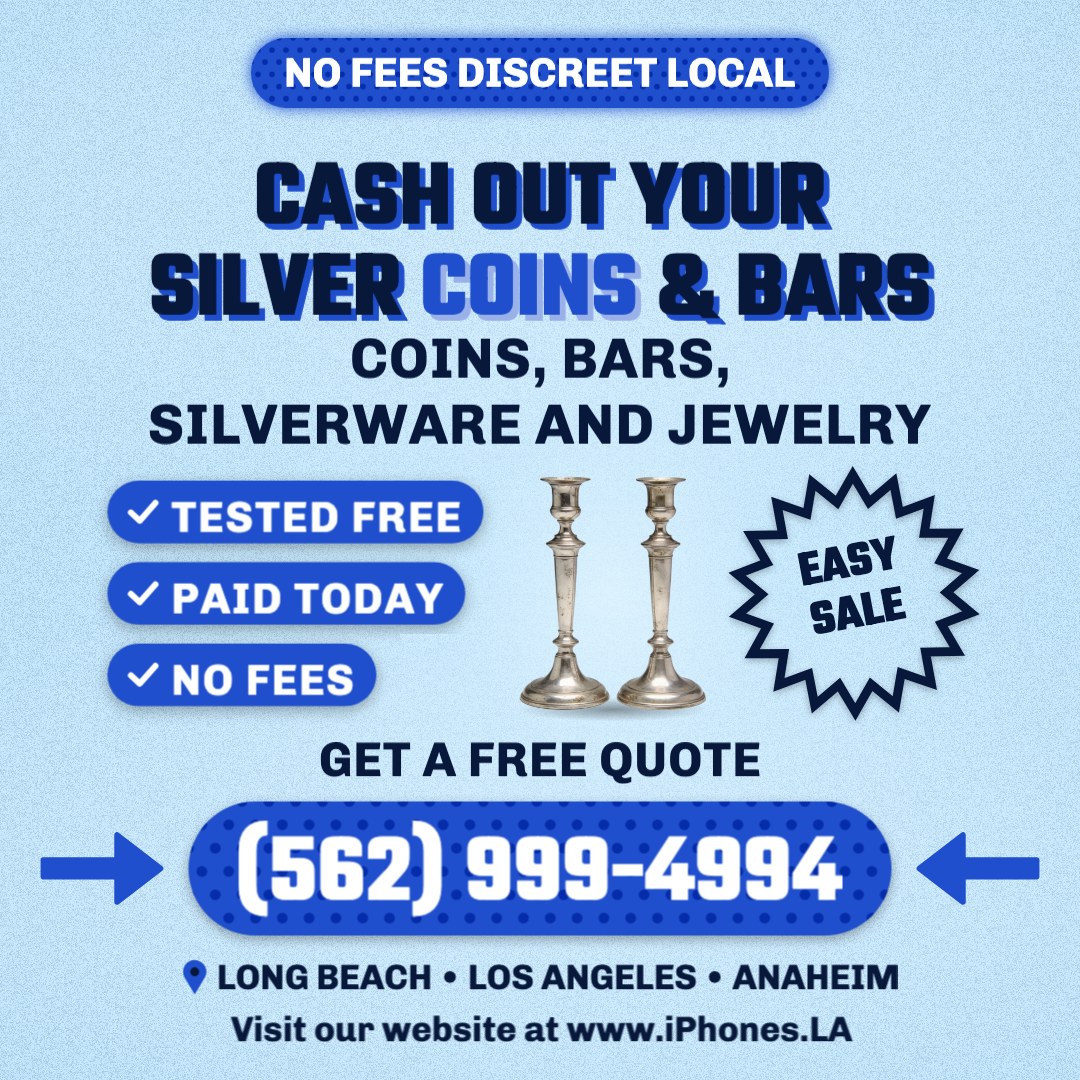 NO FEES DISCREET LOCAL
CASH OUT YOUR
SILVER COINS & BARS
COINS, BARS,
SILVERWARE AND JEWELRY
TESTED FREE
PAID TODAY
NO FEES
EASY
SALE
GET A FREE QUOTE
(562) 999-4994
LONG BEACH • LOS ANGELES • ANAHEIM
Visit our website at www.iPhones.LA